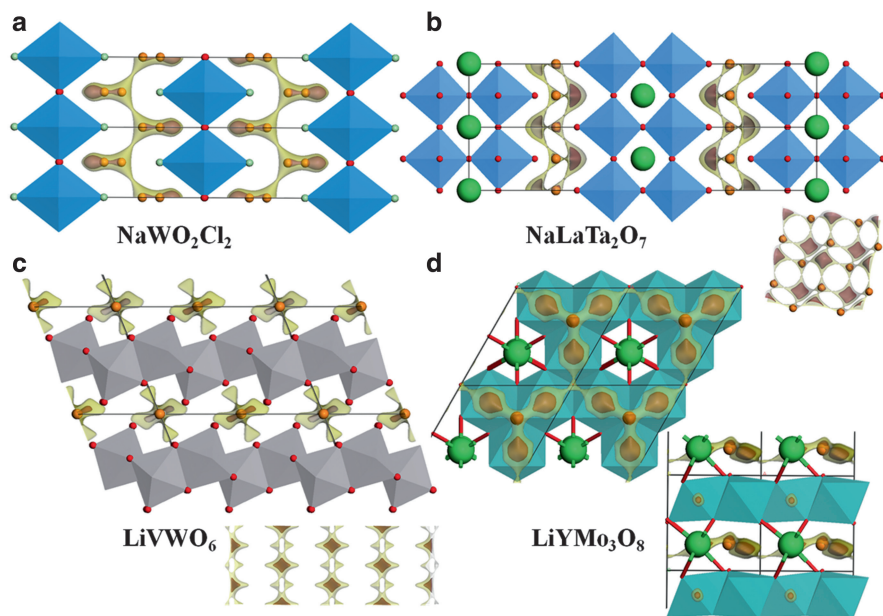 a
b
NaWO₂Cl₂
NaLaTa₂O₇
c
d
LiVWO₆
LiYMo₃O₈